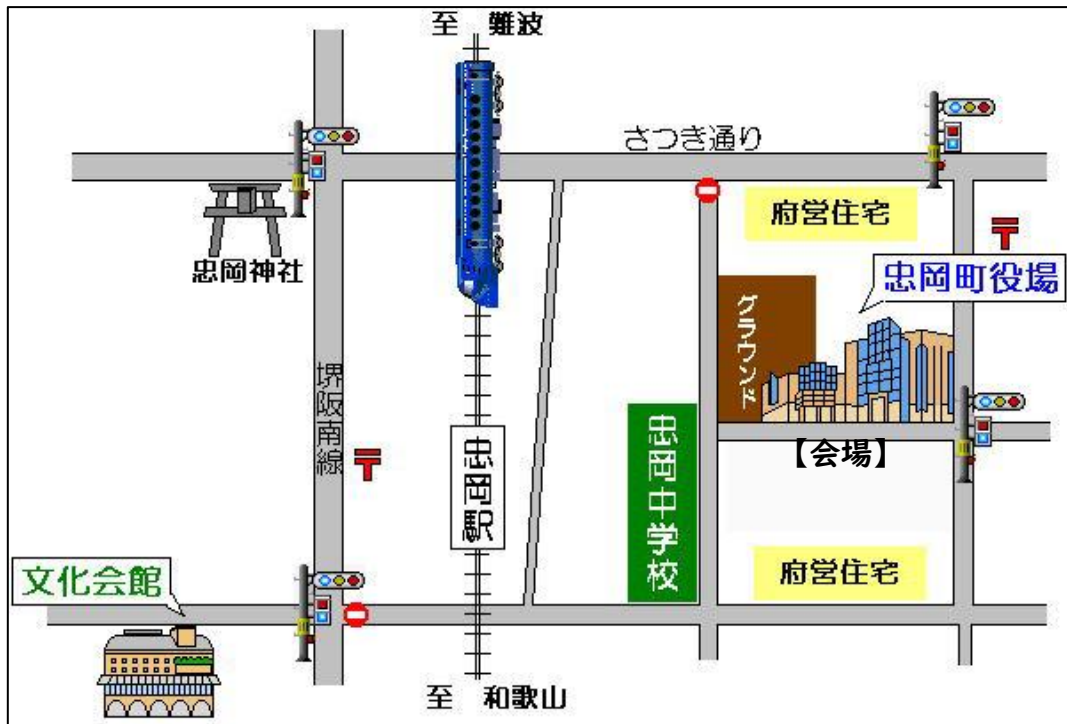 至 難波
さつき通り
府営住宅
〒
忠岡神社
忠岡町役場
グラウンド
堺阪南線
〒
忠岡駅
忠岡中学校
【会場】
文化会館
府営住宅
至 和歌山